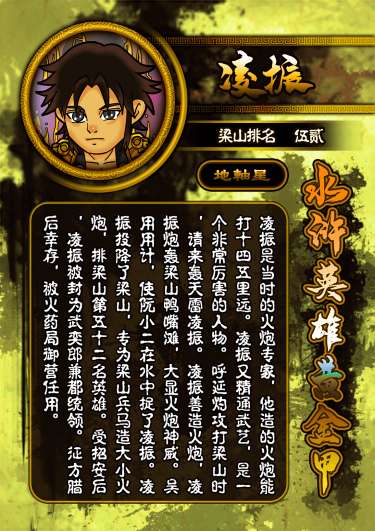 凌振
梁山排名 伍贰
地軸星
水浒英雄黄金甲
凌振是当时的火炮专家，他造的火炮能
打十四五里远。凌振又精通武艺，是一
个非常厉害的人物。呼延灼攻打梁山时
，请来轰天雷凌振。凌振善造火炮，凌
振炮轰梁山鸭嘴滩，大显火炮神威。吴
用用计，使阮小二在水中捉了凌振。凌
振投降了梁山，专为梁山兵马造大小火
炮，排梁山第五十二名英雄。受招安后
，凌振被封为武奕郎兼都统领。征方腊
后幸存，被火药局御营任用。